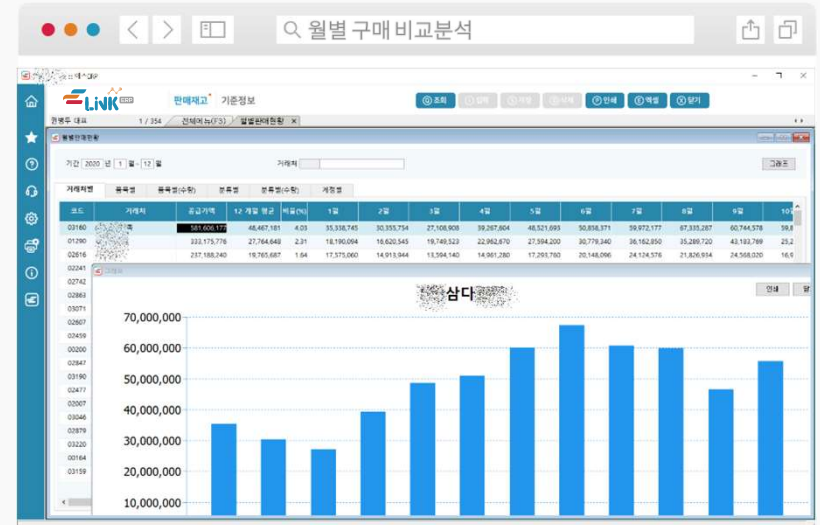 월별 구매 비교분석
LiNK ERP 판매재고 기준정보 조회 인쇄 엑셀 닫기
1 / 354 전체메뉴(F3) 월별판매현황 ×
월별판매현황
기간 2020 년 1 월 - 12 월 거래처 그래프
거래처별 품목별 품목별(수량) 분류별 분류별(수량) 계정별
코드 거래처 공급가액 12 개월 평균 비율(%) 1월 2월 3월 4월 5월 6월 7월 8월 9월 10
03160 581,606,177 48,467,181 4.03 35,338,745 30,355,754 27,108,908 39,267,604 48,521,695 50,858,371 59,972,177 67,335,287 60,744,578 59,8
01290 333,175,776 27,764,648 2.31 18,190,094 16,620,545 19,749,523 22,962,670 27,594,200 30,779,340 36,162,850 35,289,720 43,183,769 25,2
02616 237,188,240 19,765,687 1.64 17,575,060 14,913,944 13,594,140 14,961,280 17,293,760 20,148,096 24,124,576 21,826,934 24,568,020 16,9
02241 그래프
02742
02863 삼다 인쇄
03071
02607
02459
00200
02847
03190
02477
02007
03046
02879
03220
00164
03159
70,000,000
60,000,000
50,000,000
40,000,000
30,000,000
20,000,000
10,000,000